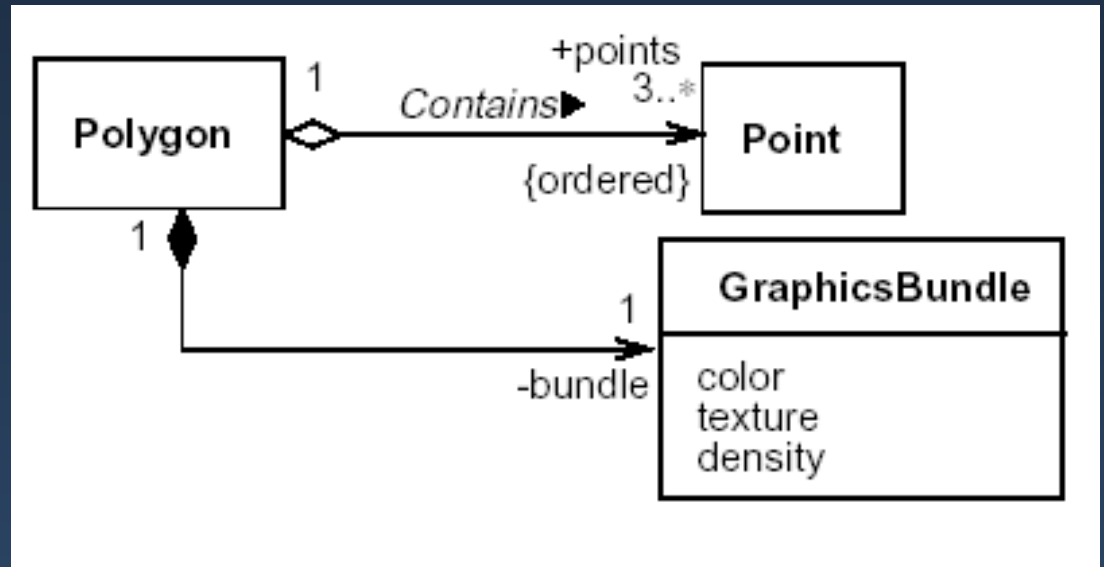 +points
1
3..*
Contains▶
Polygon
Point
{ordered}
1
GraphicsBundle
1
-bundle
color
texture
density